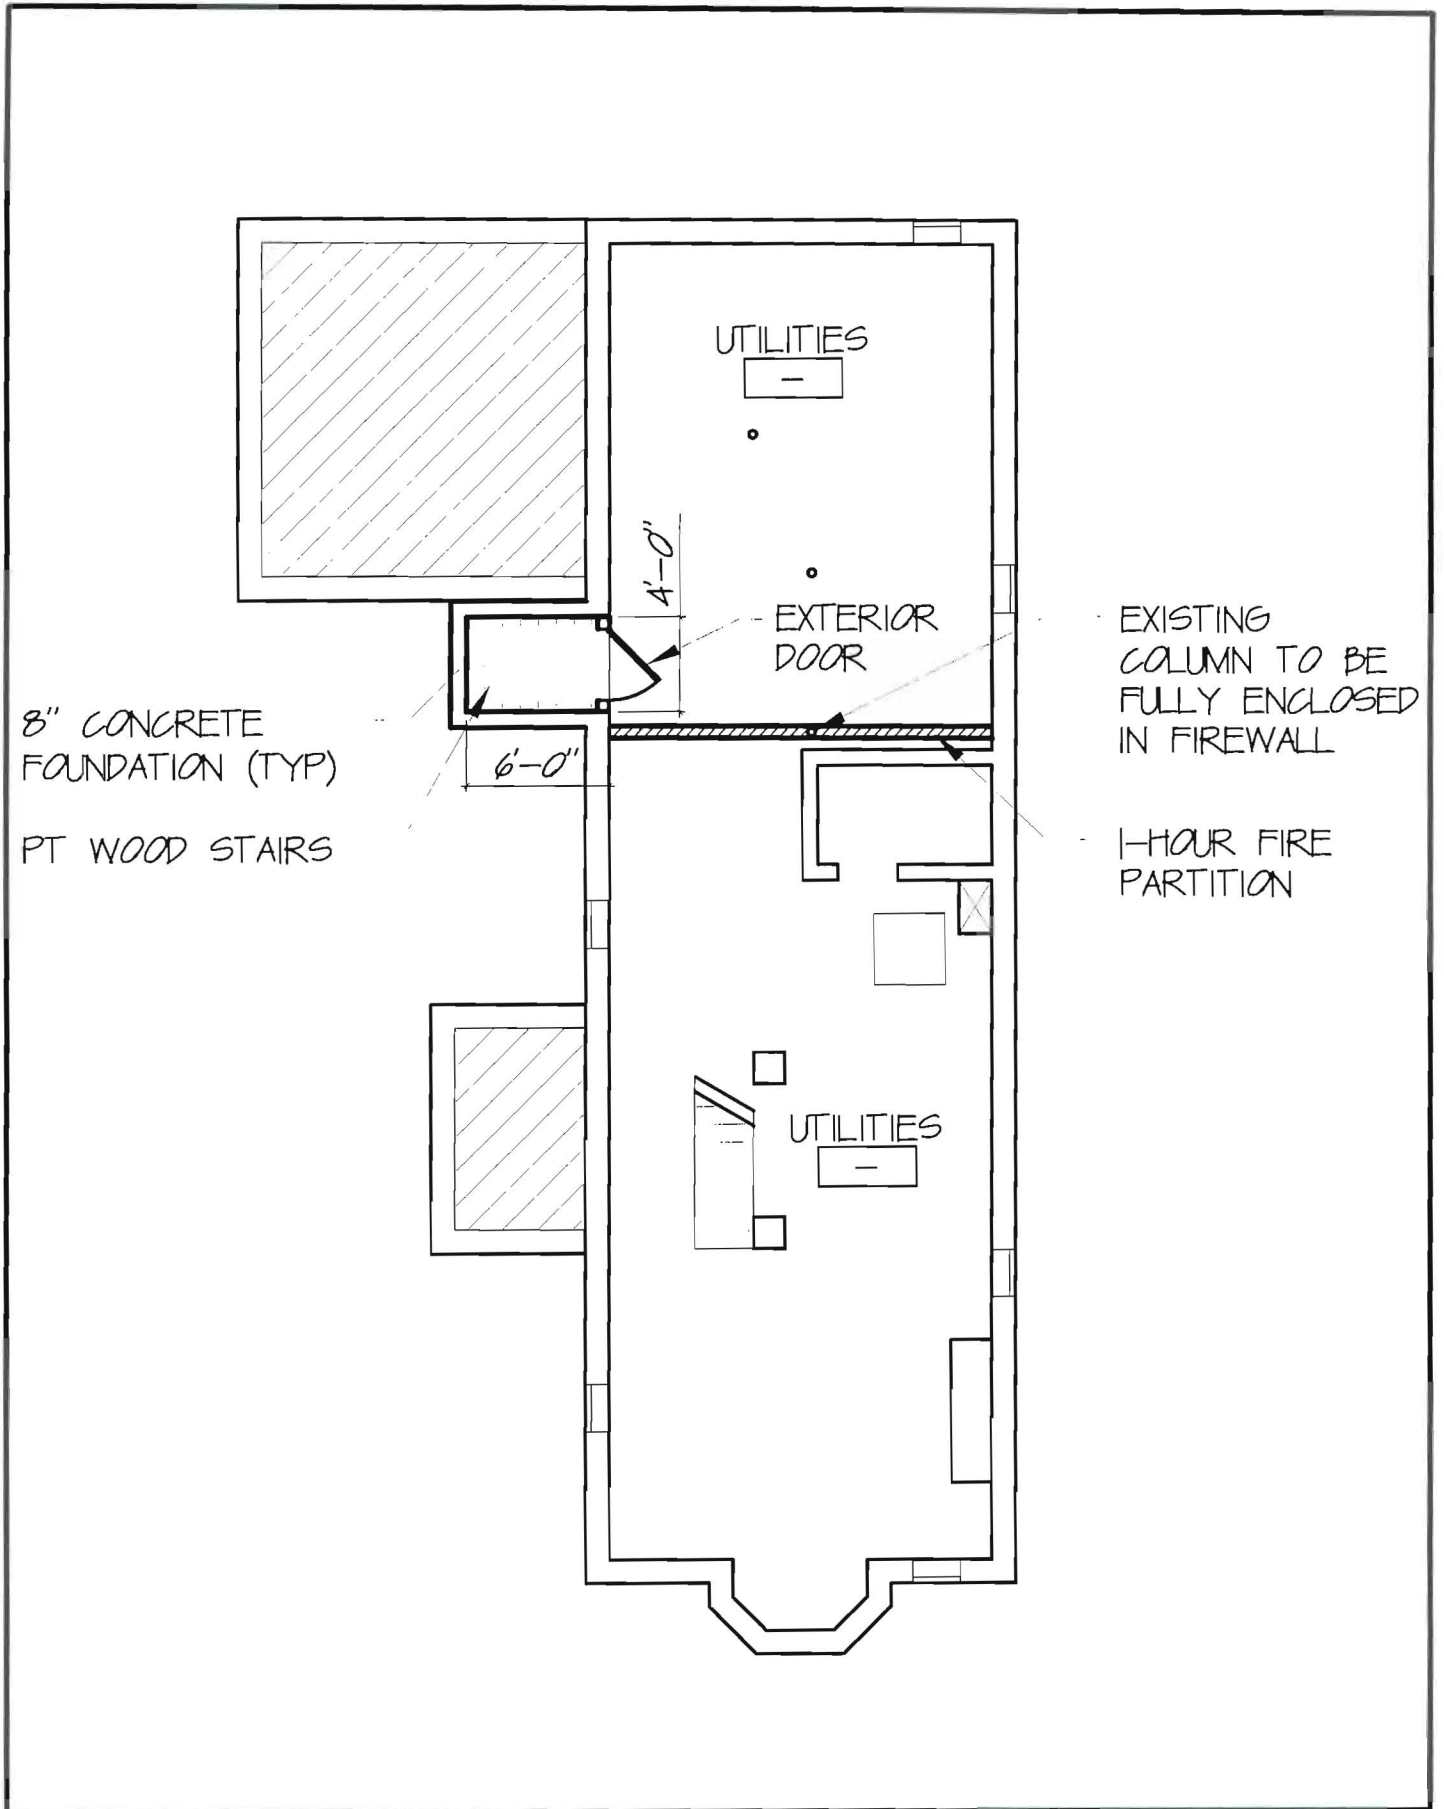 UTILITIES
4'-0"
EXTERIOR
DOOR
EXISTING
COLUMN TO BE
FULLY ENCLOSED
IN FIREWALL
8" CONCRETE
FOUNDATION (TYP)
6'-0"
PT WOOD STAIRS
1-HOUR FIRE
PARTITION
UTILITIES